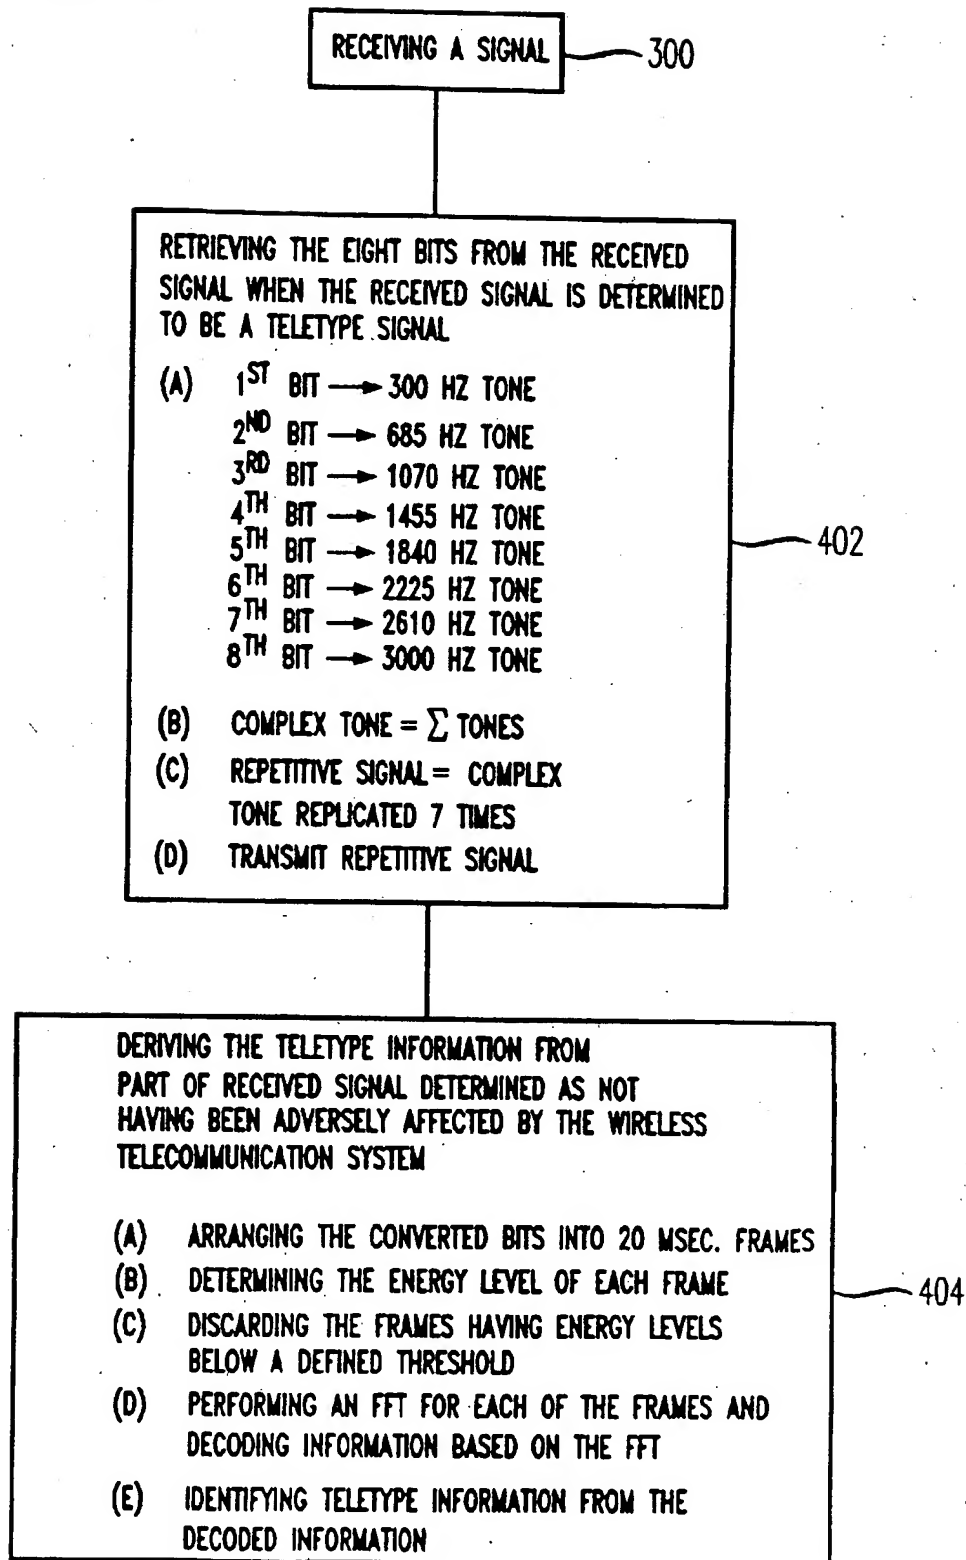 RECEIVING A SIGNAL
300
RETRIEVING THE EIGHT BITS FROM THE RECEIVED
SIGNAL WHEN THE RECEIVED SIGNAL IS DETERMINED
TO BE A TELETYPE SIGNAL
(A) 1ST BIT → 300 HZ TONE
2ND BIT → 685 HZ TONE
3RD BIT → 1070 HZ TONE
4TH BIT → 1455 HZ TONE
5TH BIT → 1840 HZ TONE
6TH BIT → 2225 HZ TONE
7TH BIT → 2610 HZ TONE
8TH BIT → 3000 HZ TONE
402
(B) COMPLEX TONE = ∑ TONES
(C) REPETITIVE SIGNAL = COMPLEX
TONE REPLICATED 7 TIMES
(D) TRANSMIT REPETITIVE SIGNAL
DERIVING THE TELETYPE INFORMATION FROM
PART OF RECEIVED SIGNAL DETERMINED AS NOT
HAVING BEEN ADVERSELY AFFECTED BY THE WIRELESS
TELECOMMUNICATION SYSTEM
(A) ARRANGING THE CONVERTED BITS INTO 20 MSEC. FRAMES
(B) DETERMINING THE ENERGY LEVEL OF EACH FRAME
404
(C) DISCARDING THE FRAMES HAVING ENERGY LEVELS
BELOW A DEFINED THRESHOLD
(D) PERFORMING AN FFT FOR EACH OF THE FRAMES AND
DECODING INFORMATION BASED ON THE FFT
(E) IDENTIFYING TELETYPE INFORMATION FROM THE
DECODED INFORMATION